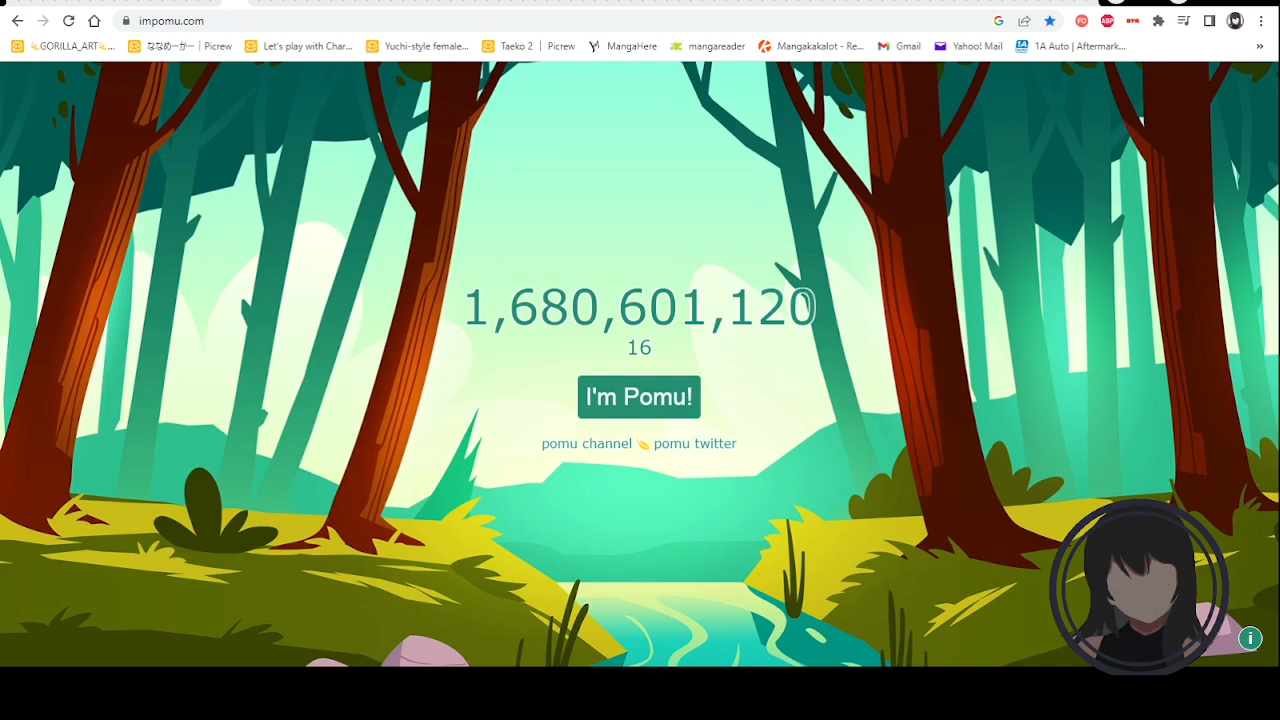 impomu.com
GORILLA_ART ... ななめーかー | Picrew Let's play with Char... Yuchi-style female... Taeko 2 | Picrew MangaHere mangareader Mangakakalot - Re... Gmail Yahoo! Mail 1A Auto | Aftermark... »
1,680,601,120
16
I'm Pomu!
pomu channel pomu twitter
i